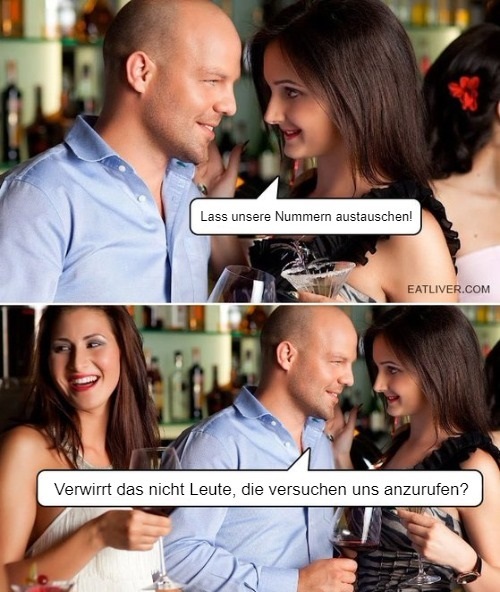 Lass unsere Nummern austauschen!
EATLIVER.COM
Verwirrt das nicht Leute, die versuchen uns anzurufen?